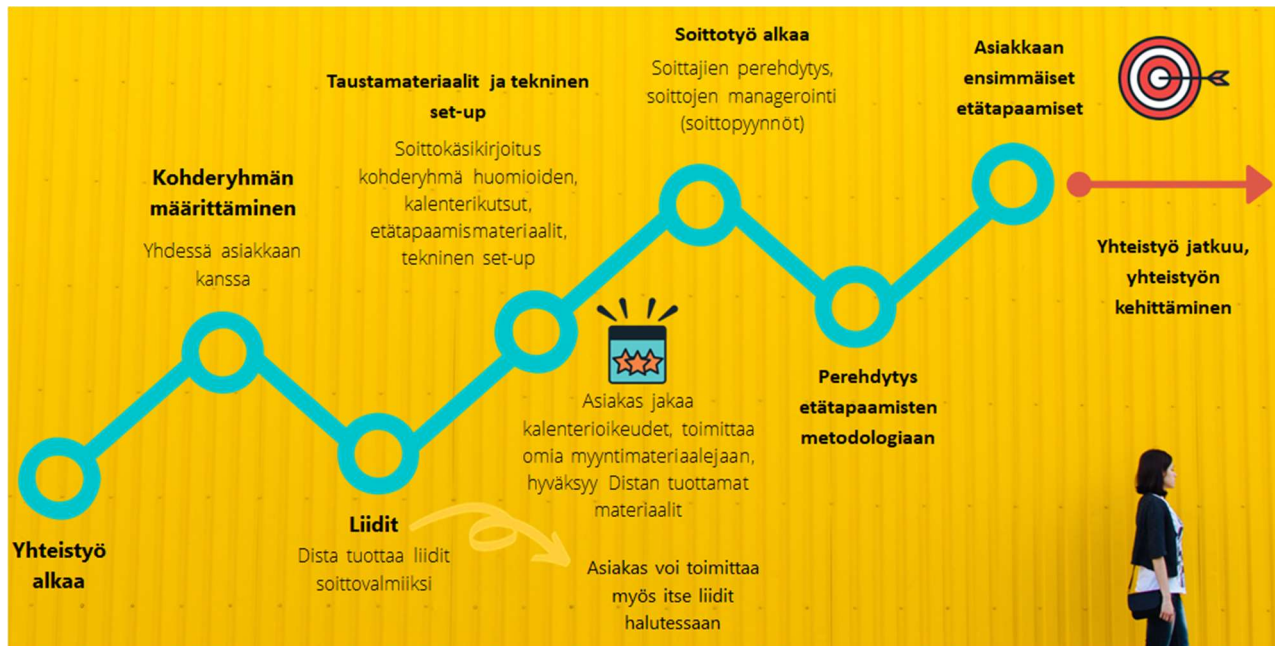 Yhteistyö
alkaa
Kohderyhmän
määrittäminen
Yhdessä asiakkaan
kanssa
Liidit
Dista tuottaa liidit
soittovalmiiksi
Asiakas voi toimittaa
myös itse liidit
halutessaan
Taustamateriaalit ja tekninen
set-up
Soittokäsikirjoitus
kohderyhmä huomioiden,
kalenterikutsut,
etätapaamismateriaalit,
tekninen set-up
Asiakas jakaa
kalenterioikeudet, toimittaa
omia myyntimateriaalejaan,
hyväksyy Distan tuottamat
materiaalit
Soittotyö alkaa
Soittajien perehdytys,
soittojen managerointi
(soittopyynnöt)
Perehdytys
etätapaamisten
metodologiaan
Asiakkaan
ensimmäiset
etätapaamiset
Yhteistyö jatkuu,
yhteistyön
kehittäminen